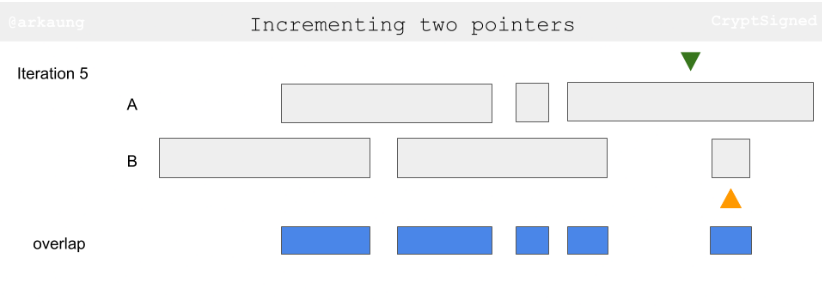 @arkaung
Incrementing two pointers
CryptSigned
Iteration 5
A
B
overlap